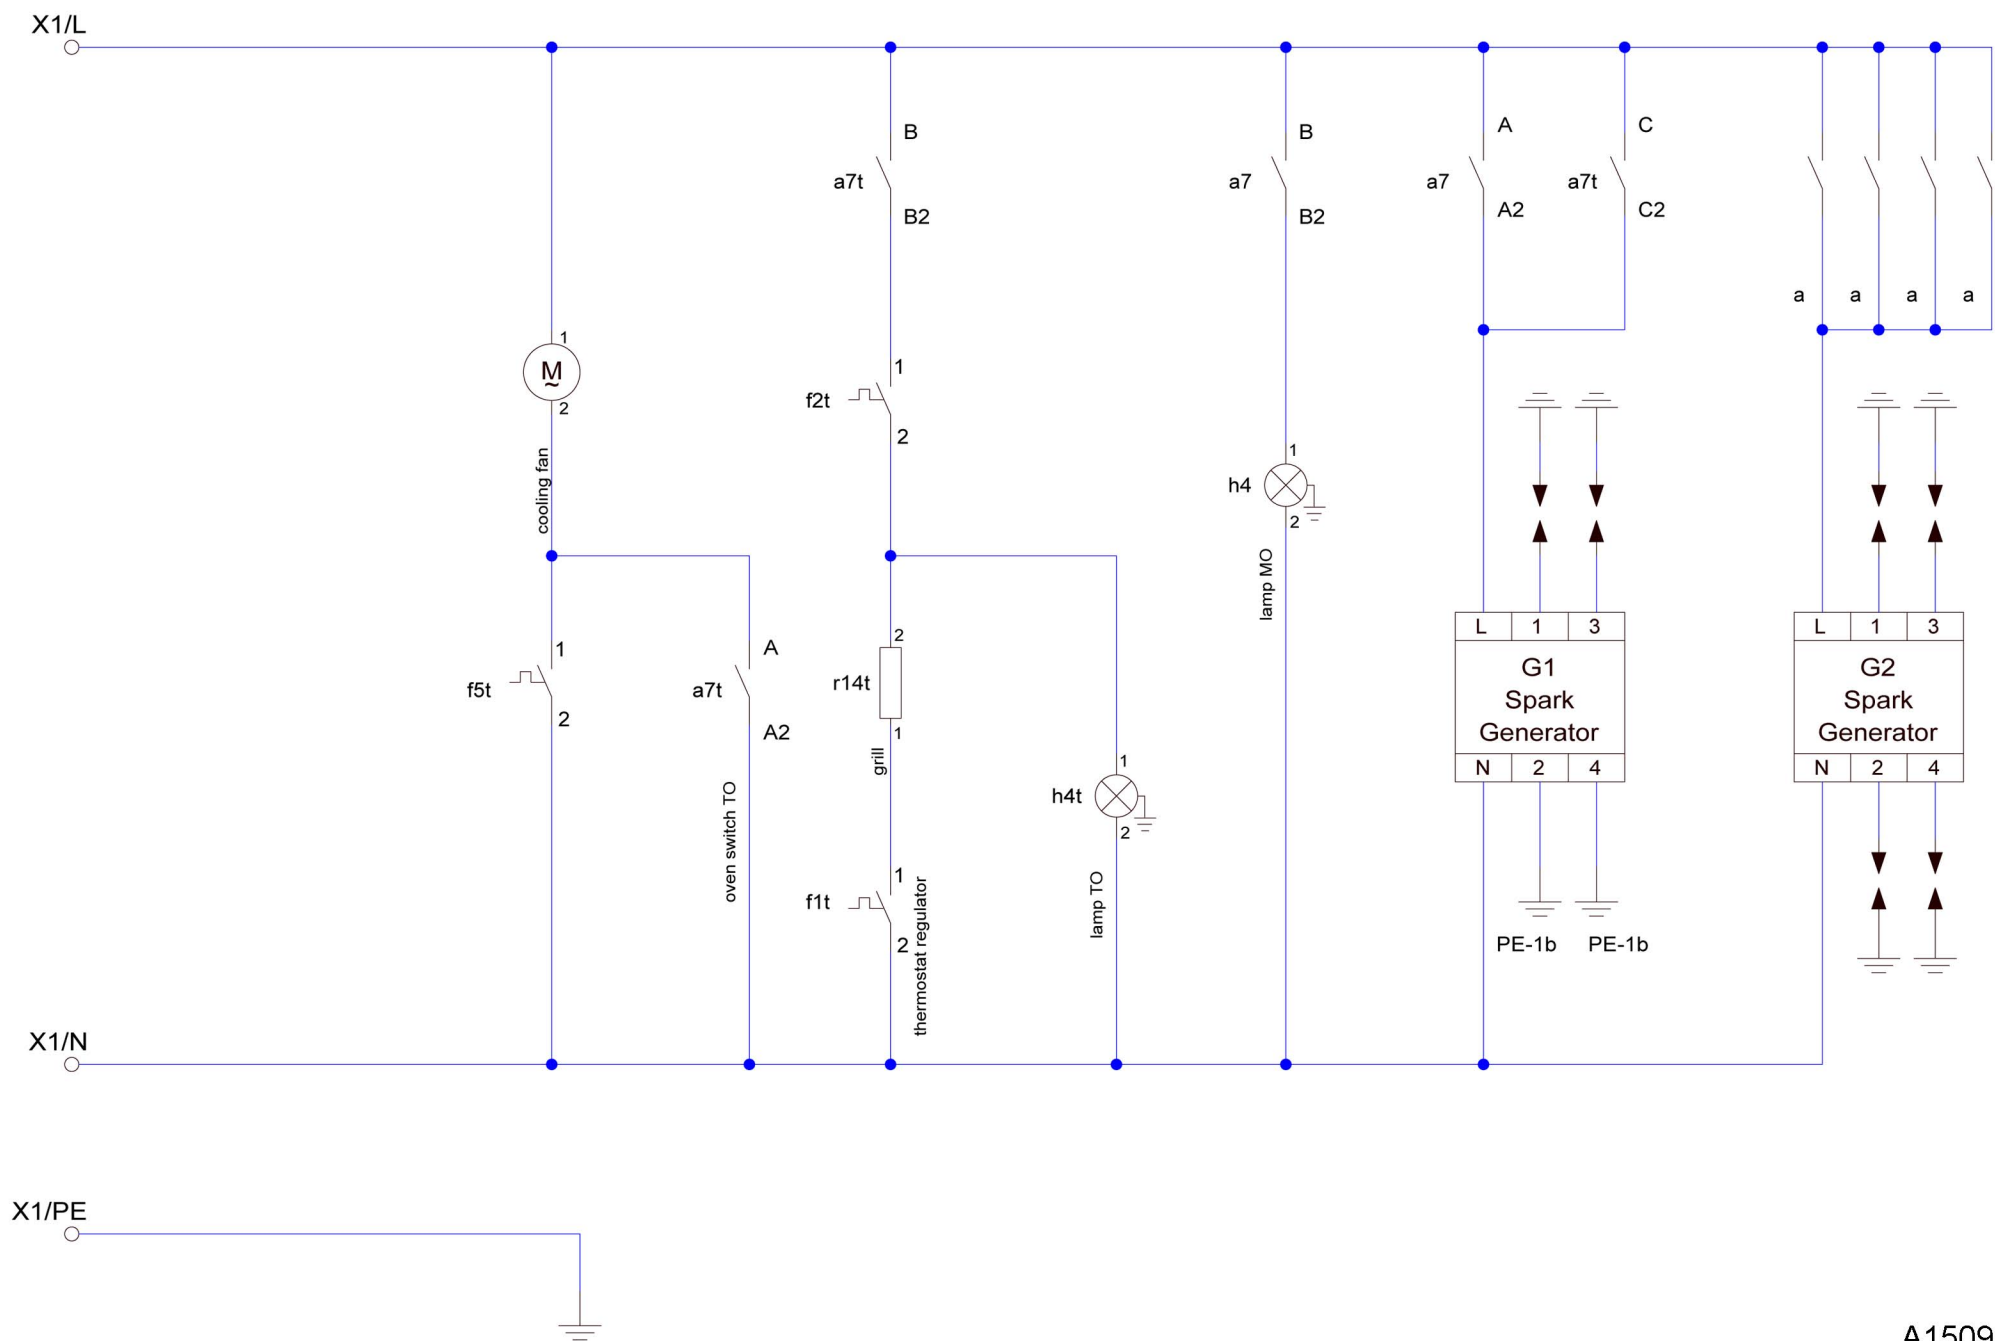 X1/L
B
a7t
B2
B
a7
B2
A
a7
A2
C
a7t
C2
a
a
a
a
1
M
~
2
cooling fan
1
f2t
2
1
h4
2
lamp MO
1
f5t
2
A
a7t
A2
oven switch TO
2
r14t
1
grill
1
h4t
2
lamp TO
1
f1t
2
thermostat regulator
L 1 3
G1
Spark
Generator
N 2 4
PE-1b PE-1b
L 1 3
G2
Spark
Generator
N 2 4
X1/N
X1/PE
A1509